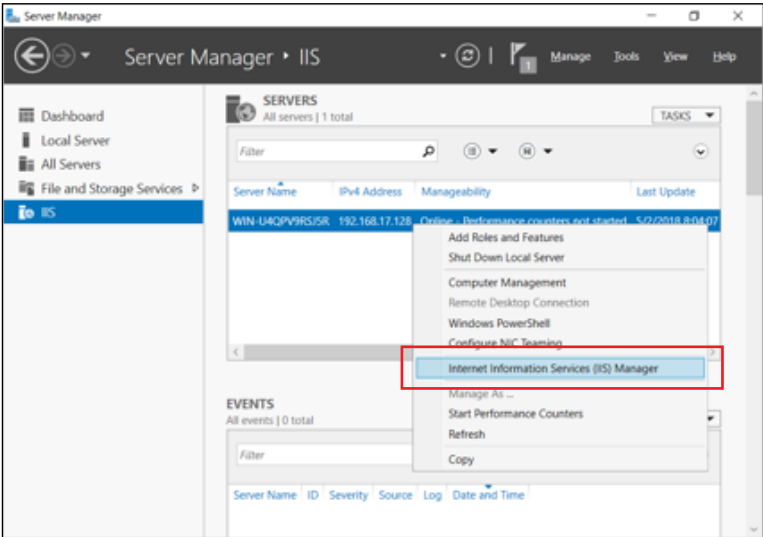 Server Manager
Server Manager ‣ IIS
1
Manage Tools View Help
Dashboard
Local Server
All Servers
File and Storage Services
IIS
SERVERS
All servers | 1 total
TASKS
Filter
Server Name IPv4 Address Manageability Last Update
WIN-U4QPV9RSJSR 192.168.17.128 Online - Performance counters not started 5/2/2018 8:04:07
Add Roles and Features
Shut Down Local Server
Computer Management
Remote Desktop Connection
Windows PowerShell
Configure NIC Teaming
Internet Information Services (IIS) Manager
Manage As ...
Start Performance Counters
Refresh
Copy
EVENTS
All events | 0 total
Filter
Server Name ID Severity Source Log Date and Time